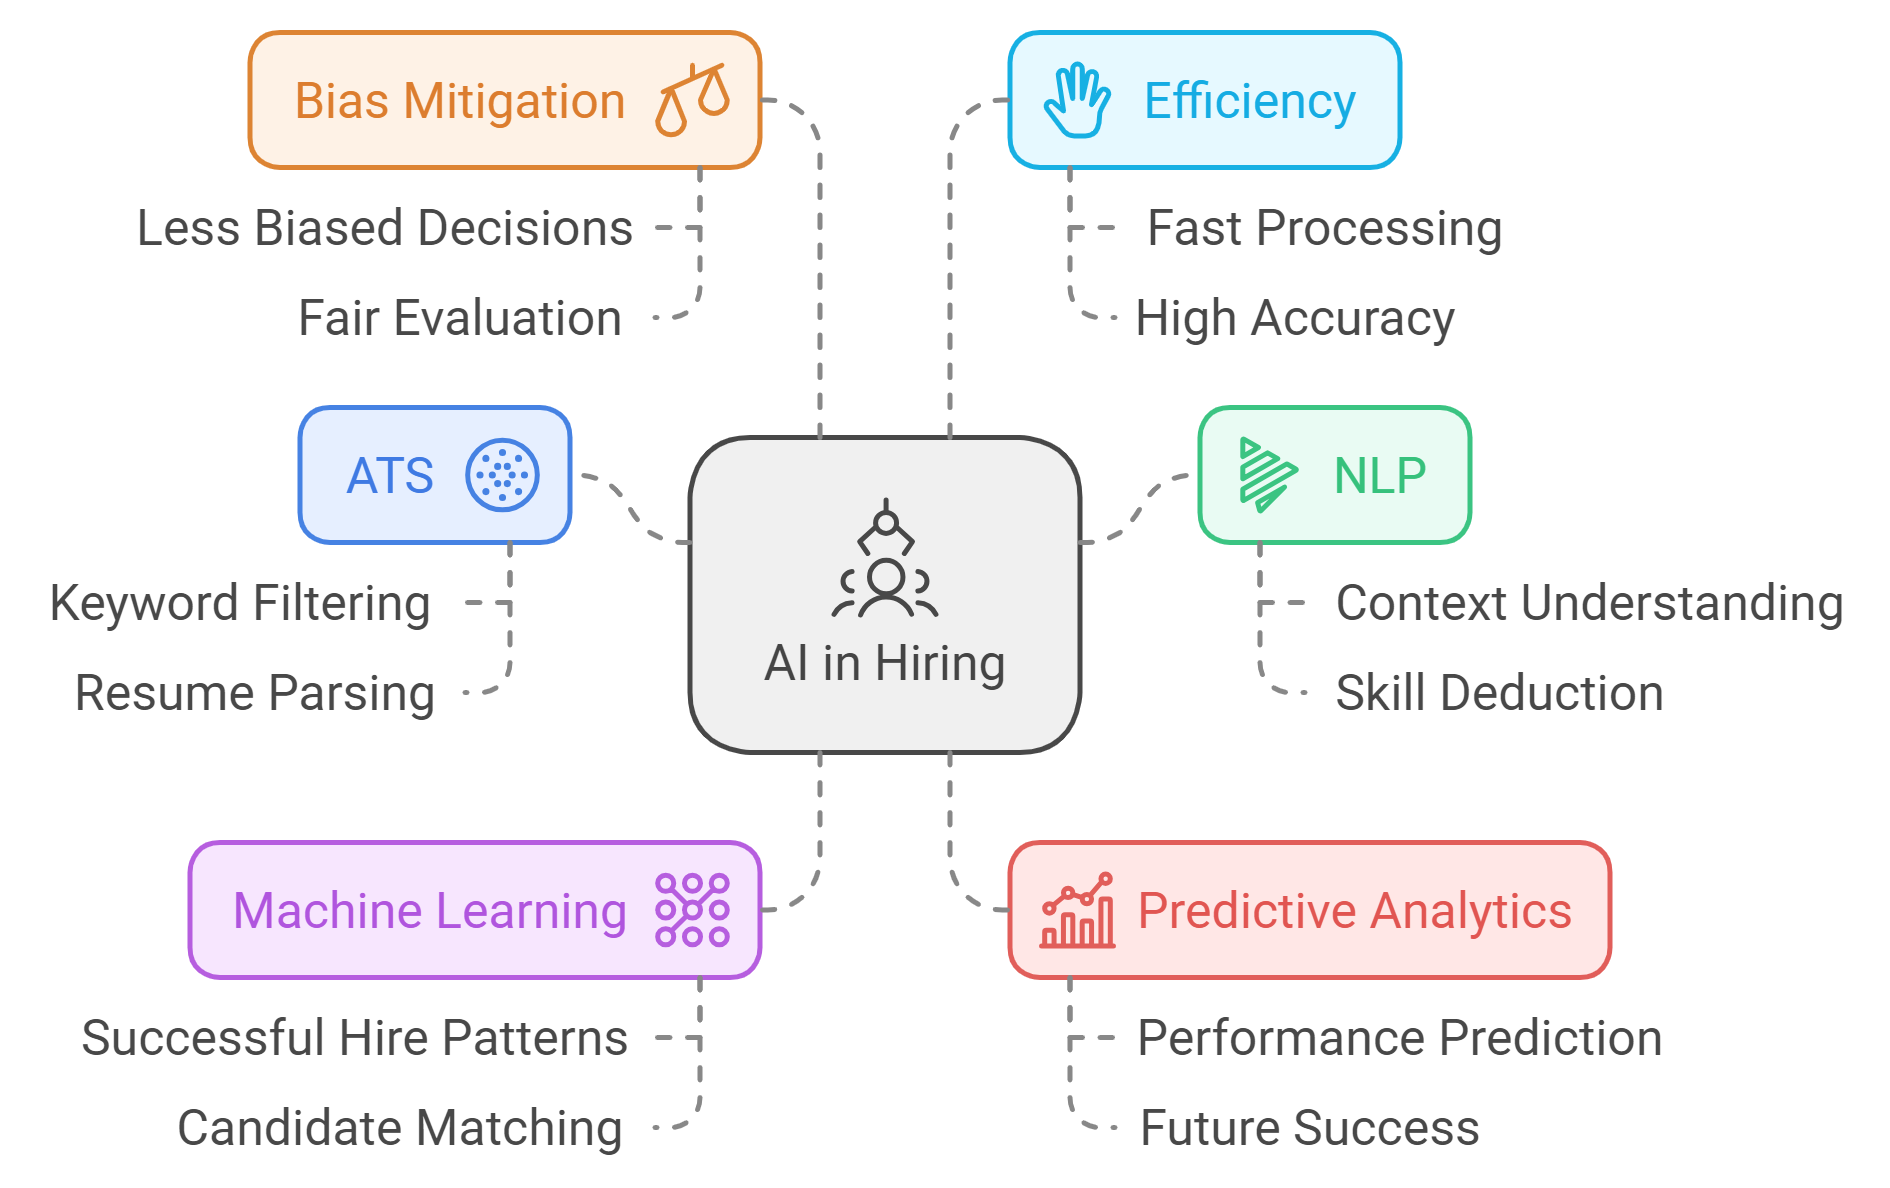 Bias Mitigation
Less Biased Decisions
Fair Evaluation
Efficiency
Fast Processing
High Accuracy
ATS
Keyword Filtering
Resume Parsing
AI in Hiring
NLP
Context Understanding
Skill Deduction
Machine Learning
Successful Hire Patterns
Candidate Matching
Predictive Analytics
Performance Prediction
Future Success